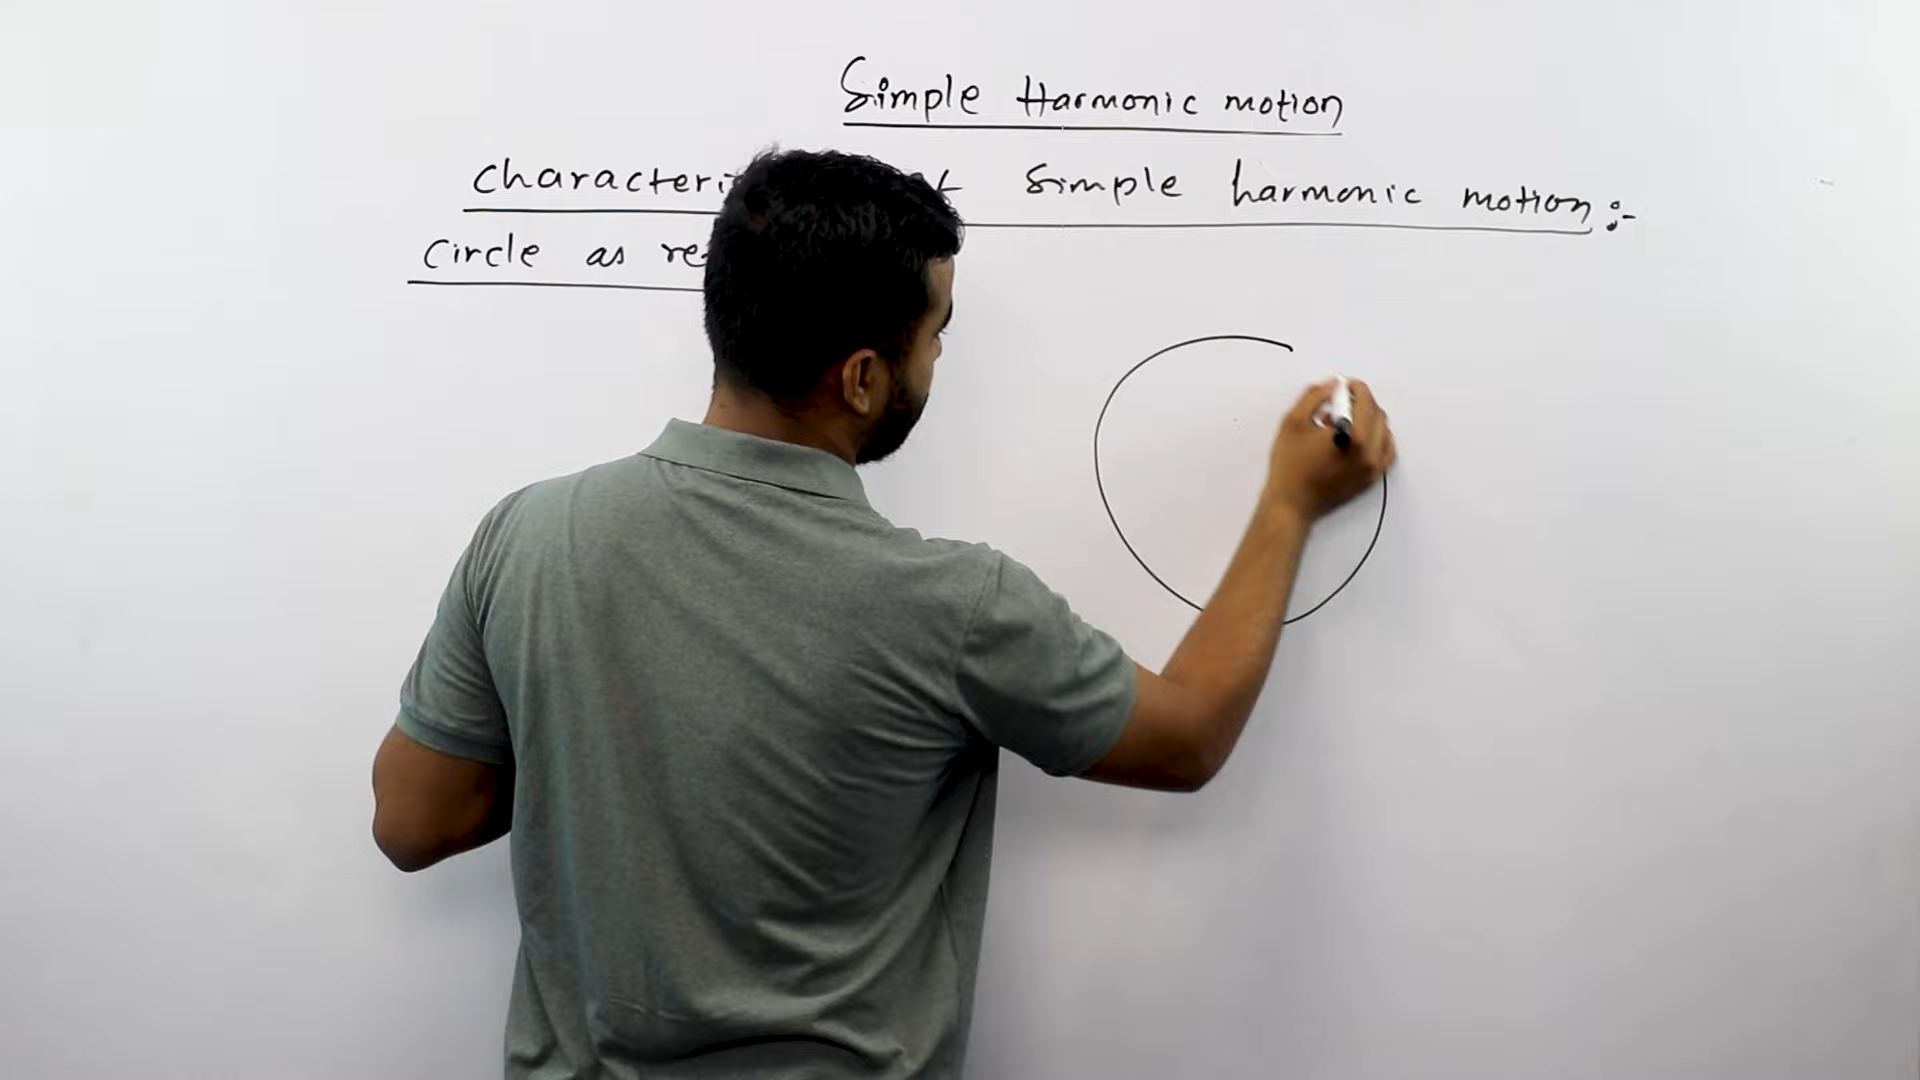 Simple Harmonic motion
characteri simple harmonic motion :-
circle as re